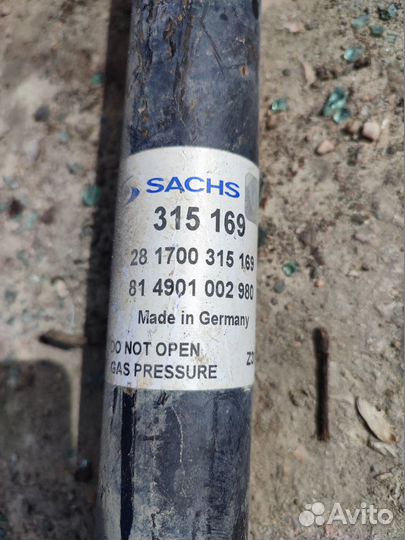 SACHS
315 169
28 1700 315 169
81 4901 002 980
Made in Germany
DO NOT OPEN
GAS PRESSURE
Avito